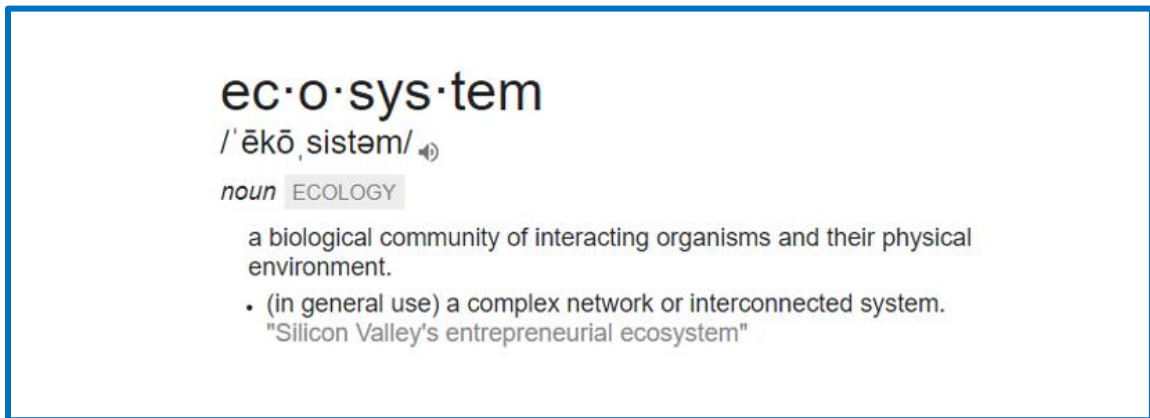 ec·o·sys·tem
/ˈēkōˌsistəm/
noun ECOLOGY
a biological community of interacting organisms and their physical
environment.
• (in general use) a complex network or interconnected system.
"Silicon Valley's entrepreneurial ecosystem"